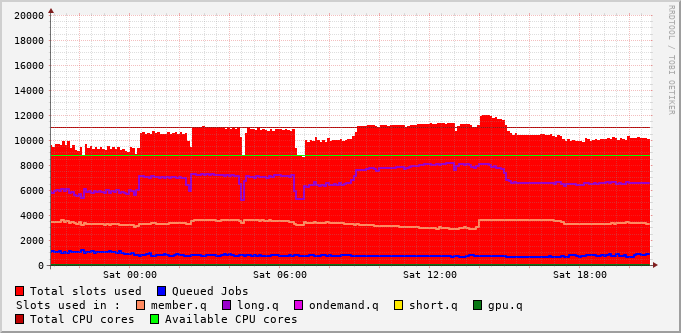 20000
18000
16000
14000
12000
10000
8000
6000
4000
2000
0
Sat 00:00 Sat 06:00 Sat 12:00 Sat 18:00
RRDTOOL / TOBI OETIKER
Total slots used Queued Jobs
Slots used in : member.q long.q ondemand.q short.q gpu.q
Total CPU cores Available CPU cores